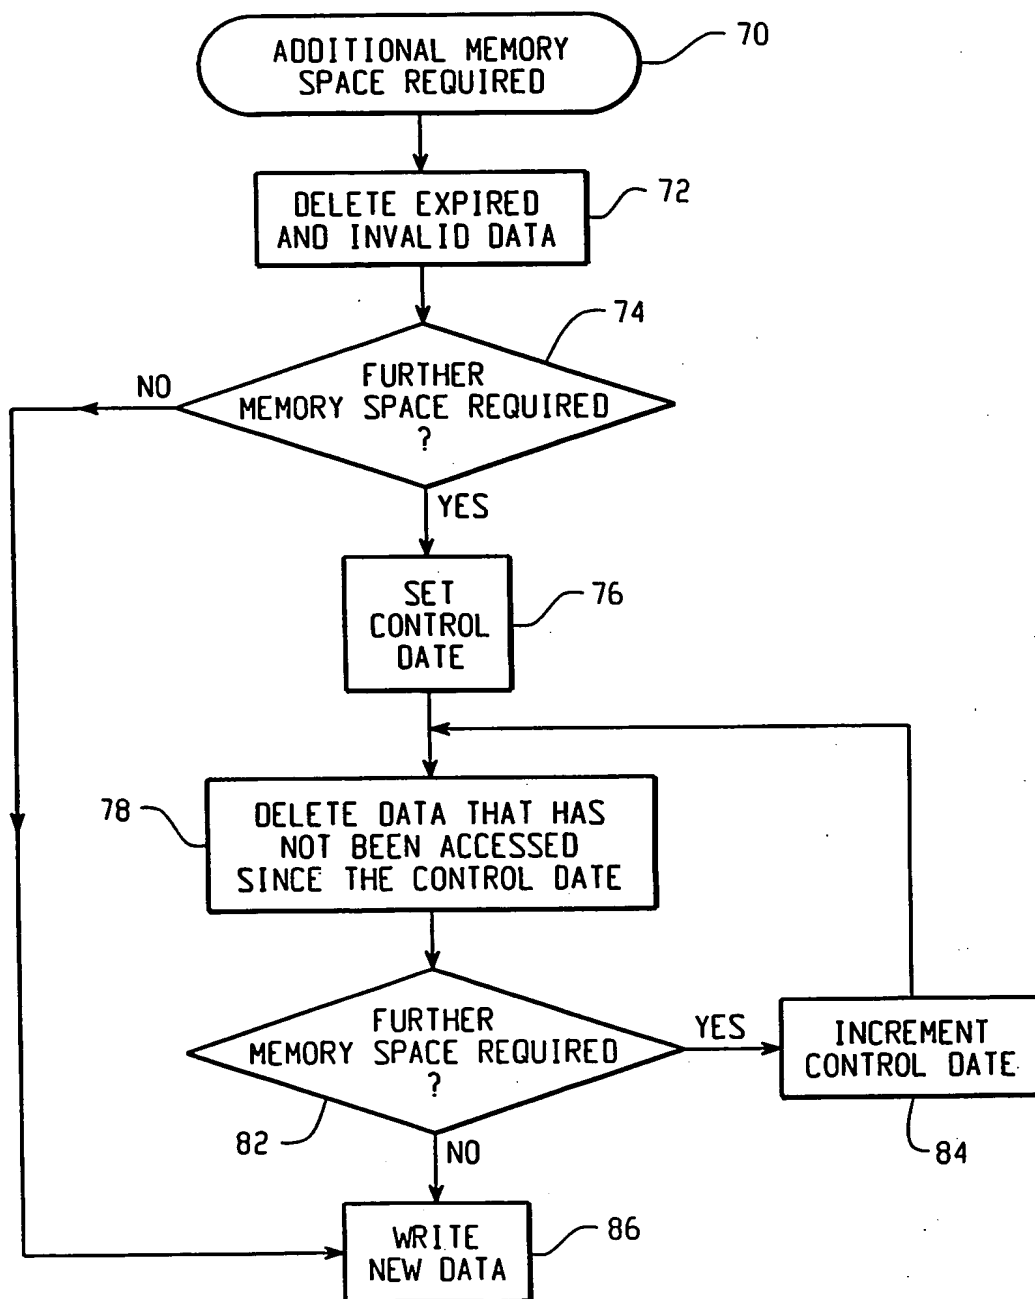 ADDITIONAL MEMORY
SPACE REQUIRED
70
DELETE EXPIRED
AND INVALID DATA
72
74
FURTHER
MEMORY SPACE REQUIRED
?
NO
YES
SET
CONTROL
DATE
76
78
DELETE DATA THAT HAS
NOT BEEN ACCESSED
SINCE THE CONTROL DATE
FURTHER
MEMORY SPACE REQUIRED
?
YES
INCREMENT
CONTROL DATE
82
NO
84
WRITE
NEW DATA
86